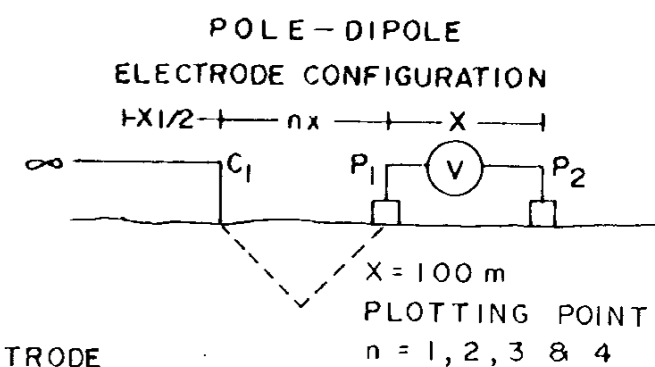 POLE-DIPOLE
ELECTRODE CONFIGURATION
X1/2 nx X
∞ C1 P1 V P2
X = 100 m
PLOTTING POINT
TRODE n = 1, 2, 3 & 4